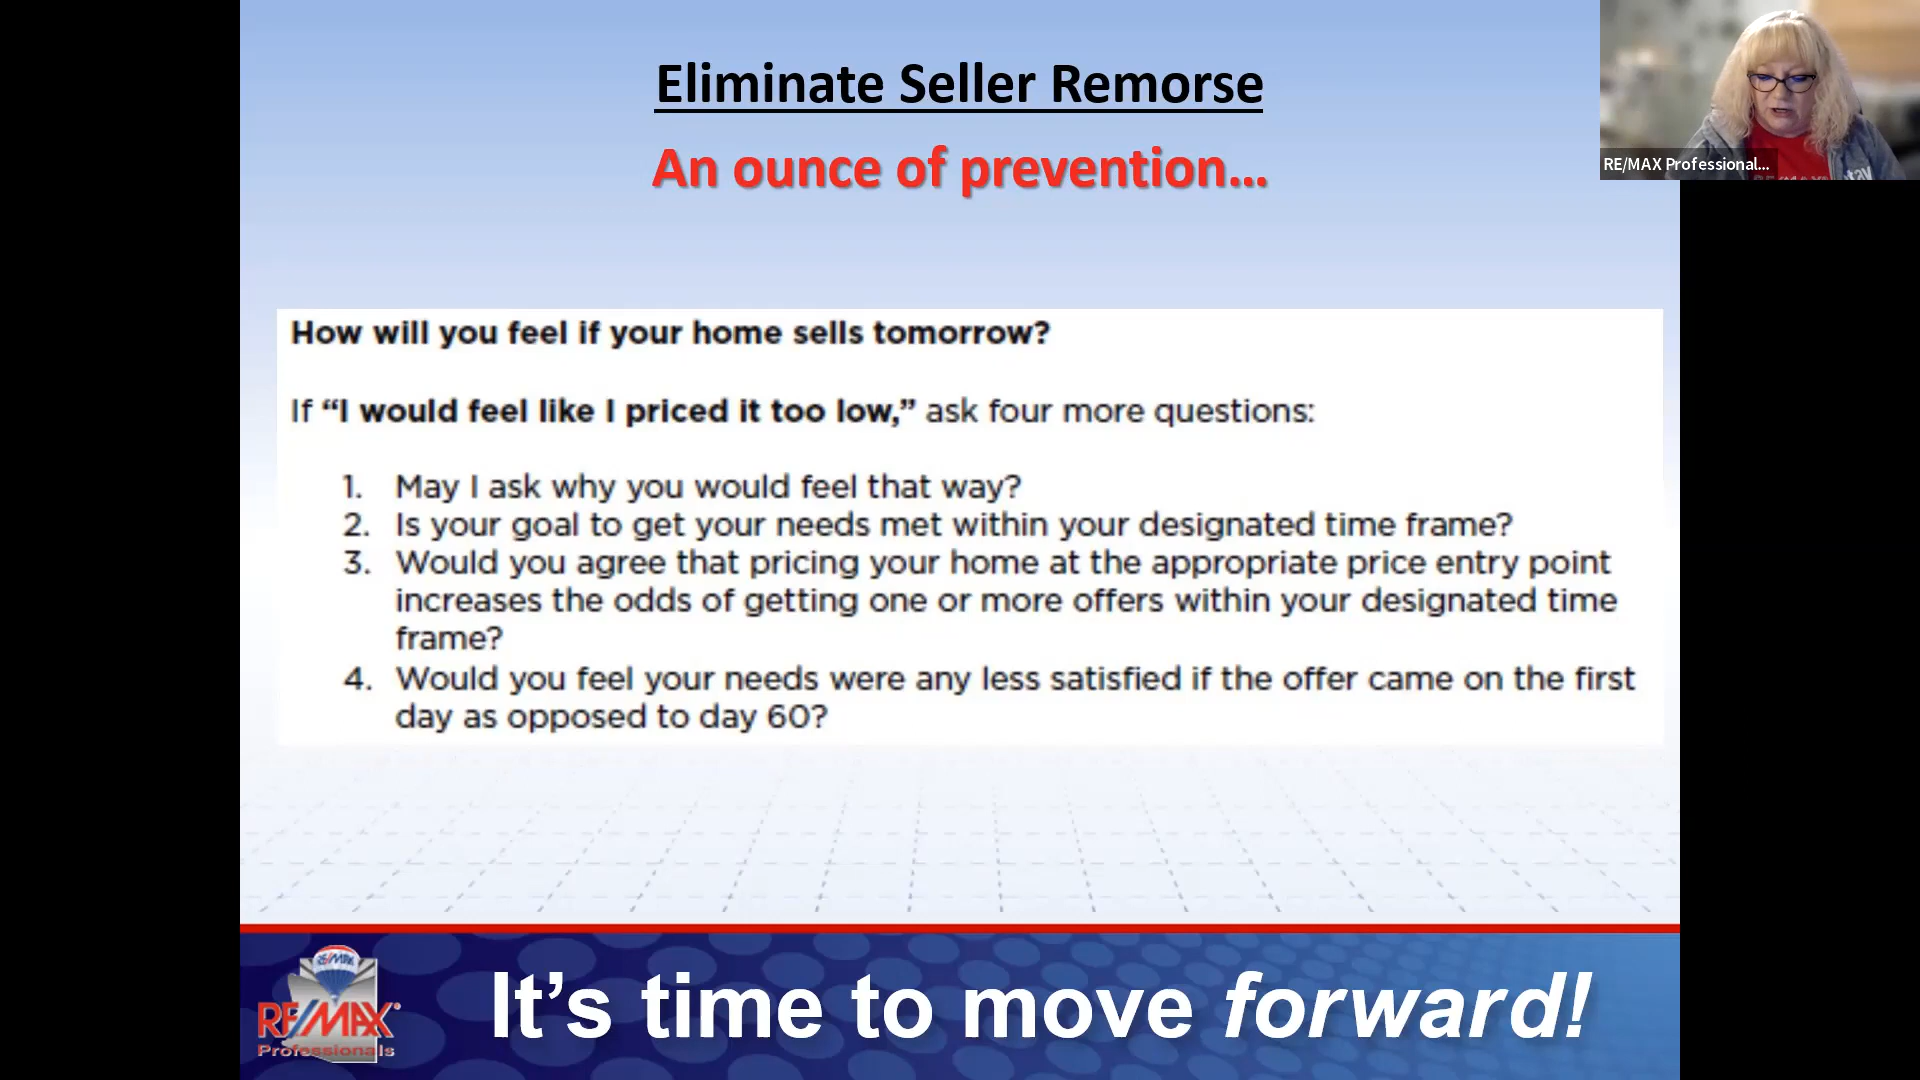 Eliminate Seller Remorse
An ounce of prevention...
RE/MAX Professional...
How will you feel if your home sells tomorrow?
If “I would feel like I priced it too low,” ask four more questions:
1. May I ask why you would feel that way?
2. Is your goal to get your needs met within your designated time frame?
3. Would you agree that pricing your home at the appropriate price entry point
increases the odds of getting one or more offers within your designated time
frame?
4. Would you feel your needs were any less satisfied if the offer came on the first
day as opposed to day 60?
RE/MAX
RE/MAX
Professionals
It’s time to move forward!